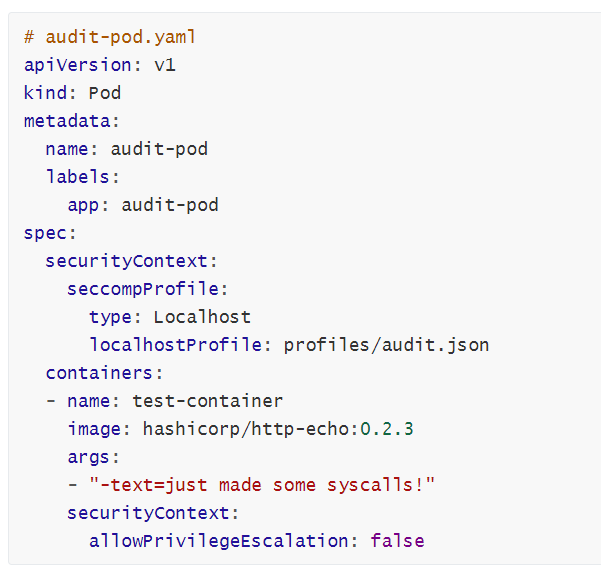 # audit-pod.yaml
apiVersion: v1
kind: Pod
metadata:
  name: audit-pod
  labels:
    app: audit-pod
spec:
  securityContext:
    seccompProfile:
      type: Localhost
      localhostProfile: profiles/audit.json
  containers:
  - name: test-container
    image: hashicorp/http-echo:0.2.3
    args:
    - "-text=just made some syscalls!"
    securityContext:
      allowPrivilegeEscalation: false